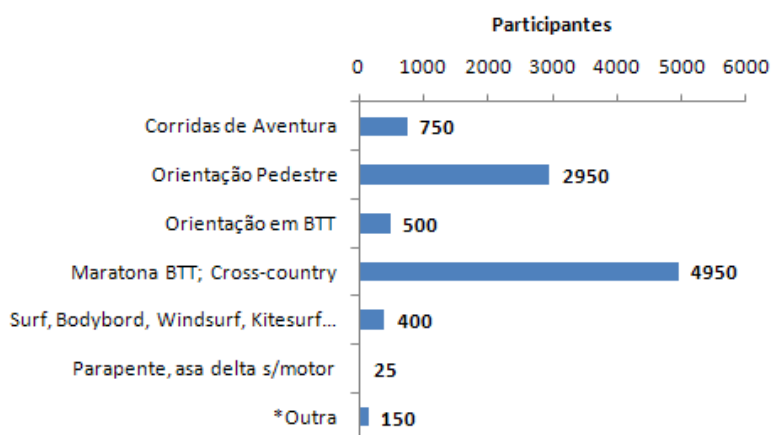 Participantes
0 1000 2000 3000 4000 5000 6000
Corridas de Aventura 750
Orientação Pedestre 2950
Orientação em BTT 500
Maratona BTT; Cross-country 4950
Surf, Bodybord, Windsurf, Kitesurf... 400
Parapente, asa delta s/motor 25
*Outra 150